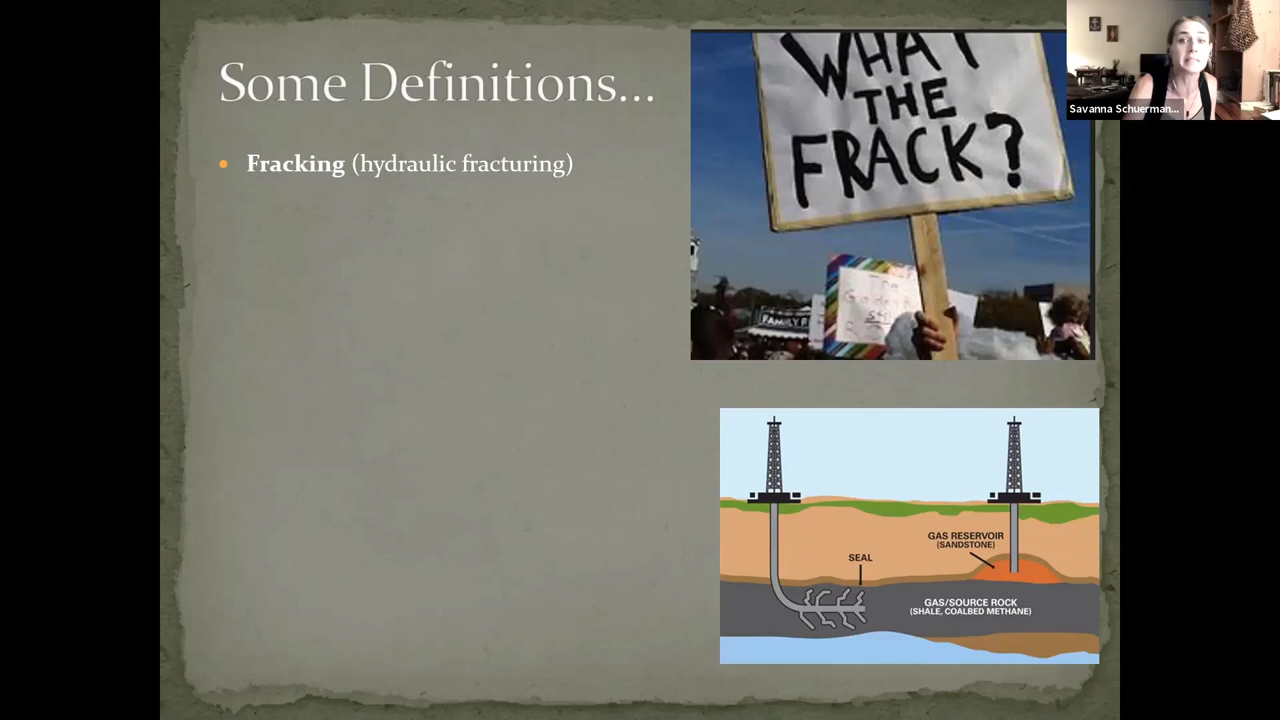 Some Definitions...
• Fracking (hydraulic fracturing)
WHAT
THE
FRACK?
FAMILY
Savanna Schuerman...
GAS RESERVOIR
(SANDSTONE)
SEAL
GAS/SOURCE ROCK
(SHALE, COALBED METHANE)